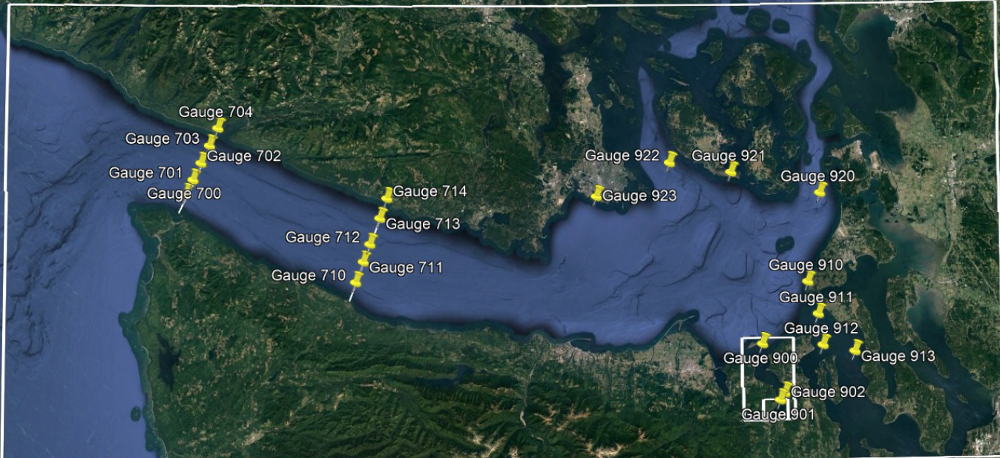 Gauge 704
Gauge 703
Gauge 702
Gauge 701
Gauge 700
Gauge 714
Gauge 713
Gauge 712
Gauge 711
Gauge 710
Gauge 922
Gauge 921
Gauge 920
Gauge 923
Gauge 910
Gauge 911
Gauge 912
Gauge 913
Gauge 900
Gauge 902
Gauge 901